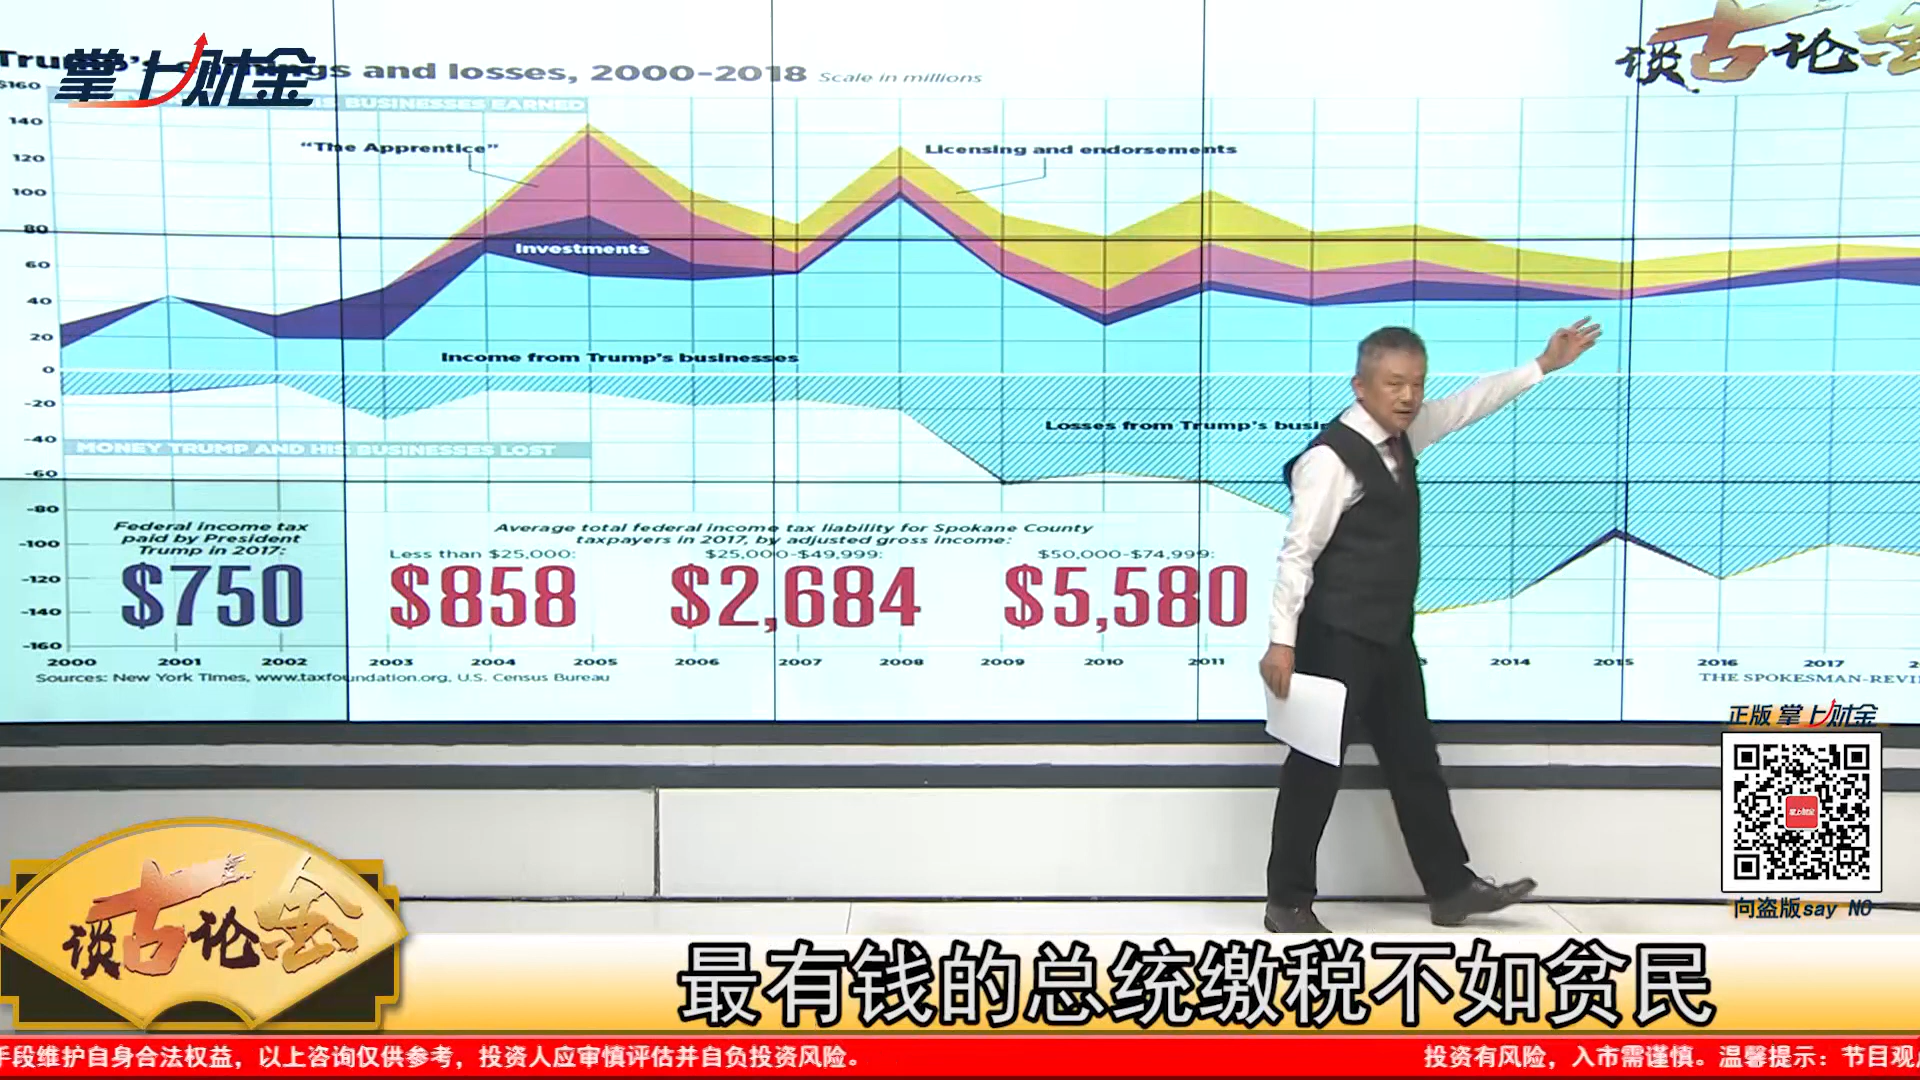 掌上财金
谈古论金
earnings and losses, 2000-2018 Scale in millions
BUSINESSES EARNED
$160
140
120
100
80
60
40
20
0
-20
-40
-60
-80
-100
-120
-140
-160
"The Apprentice"
Licensing and endorsements
Investments
Income from Trump's businesses
Losses from Trump's busi
MONEY TRUMP AND HIS BUSINESSES LOST
Federal income tax
paid by President
Trump in 2017:
$750
Average total federal income tax liability for Spokane County
taxpayers in 2017, by adjusted gross income:
Less than $25,000:
$858
$25,000-$49,999:
$2,684
$50,000-$74,999:
$5,580
2000 2001 2002 2003 2004 2005 2006 2007 2008 2009 2010 2011 3 2014 2015 2016 2017 2
Sources: New York Times, www.taxfoundation.org, U.S. Census Bureau
THE SPOKESMAN-REVI
正版 掌上财金
掌上财金
向盗版say NO
谈古论金
最有钱的总统缴税不如贫民
手段维护自身合法权益，以上咨询仅供参考，投资人应审慎评估并自负投资风险。 投资有风险，入市需谨慎。温馨提示：节目观